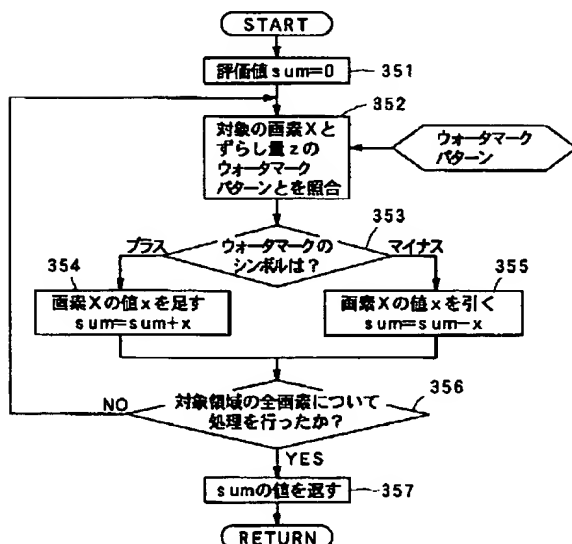 START
評価値sum=0
351
352
対象の画素Xと
ずらし量zの
ウォータマーク
パターンとを照合
ウォータマーク
パターン
353
プラス
ウォータマークの
シンボルは？
マイナス
354
355
画素Xの値xを足す
sum=sum+x
画素Xの値xを引く
sum=sum-x
356
NO
対象領域の全画素について
処理を行ったか？
YES
sumの値を返す
357
RETURN